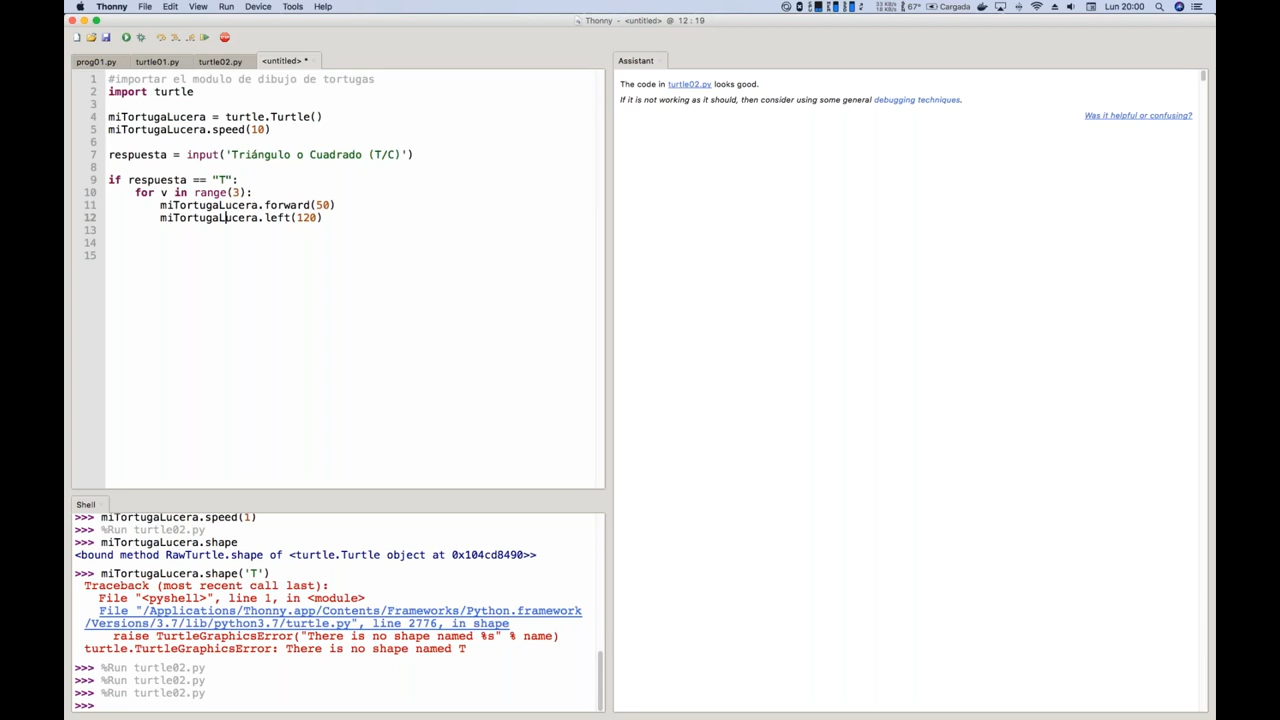 Thonny File Edit View Run Device Tools Help
67° Cargada Lun 20:00
Thonny - <untitled> @ 12:19
prog01.py turtle01.py turtle02.py <untitled> *
1 #importar el modulo de dibujo de tortugas
2 import turtle
3
4 miTortugaLucera = turtle.Turtle()
5 miTortugaLucera.speed(10)
6
7 respuesta = input('Triángulo o Cuadrado (T/C)')
8
9 if respuesta == "T":
10 for v in range(3):
11 miTortugaLucera.forward(50)
12 miTortugaLucera.left(120)
13
14
15
Assistant
The code in turtle02.py looks good.
If it is not working as it should, then consider using some general debugging techniques.
Was it helpful or confusing?
Shell
>>> miTortugaLucera.speed(1)
>>> %Run turtle02.py
>>> miTortugaLucera.shape
<bound method RawTurtle.shape of <turtle.Turtle object at 0x104cd8490>>
>>> miTortugaLucera.shape('T')
Traceback (most recent call last):
File "<pyshell>", line 1, in <module>
File "/Applications/Thonny.app/Contents/Frameworks/Python.framework
/Versions/3.7/lib/python3.7/turtle.py", line 2776, in shape
raise TurtleGraphicsError("There is no shape named %s" % name)
turtle.TurtleGraphicsError: There is no shape named T
>>> %Run turtle02.py
>>> %Run turtle02.py
>>> %Run turtle02.py
>>>